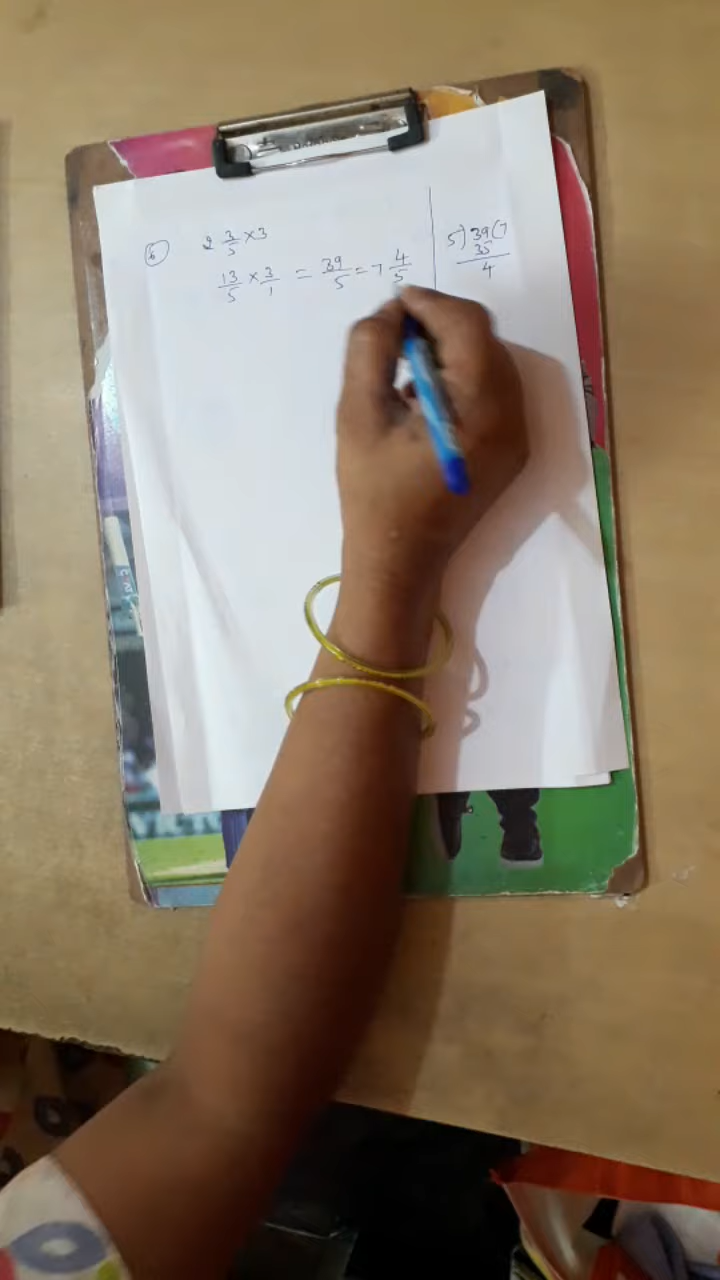 6 2 3/5 × 3
13/5 × 3/1 = 39/5 = 7 4/5
5) 39 (7
35
4